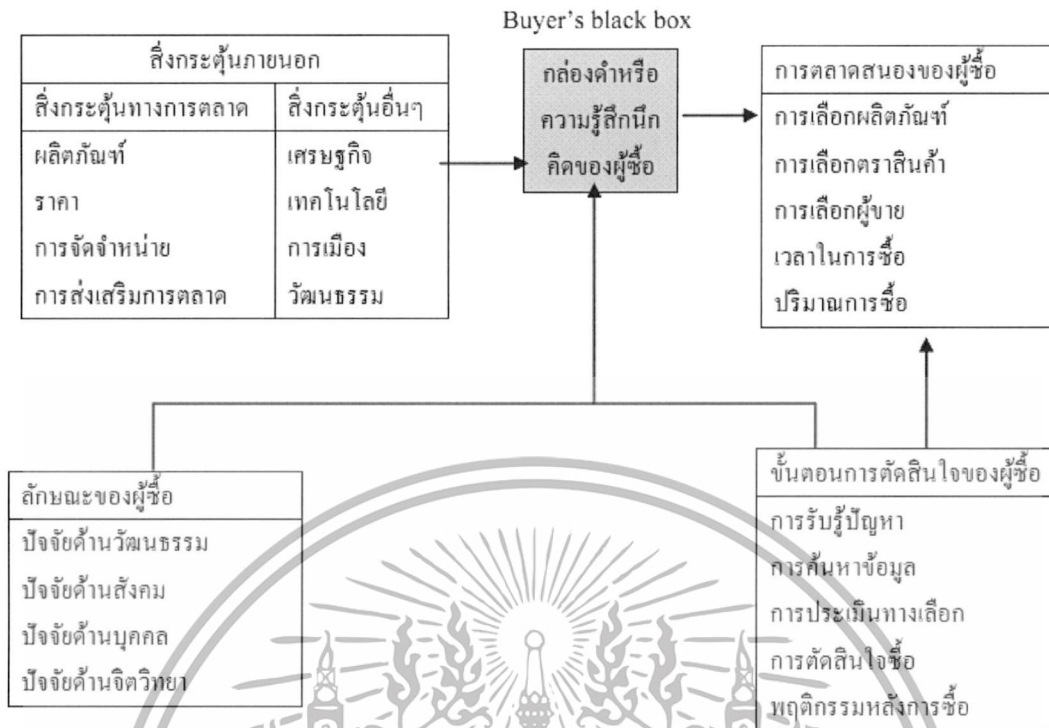 Buyer's black box
สิ่งกระตุ้นภายนอก
สิ่งกระตุ้นทางการตลาด
สิ่งกระตุ้นอื่นๆ
ผลิตภัณฑ์
เศรษฐกิจ
ราคา
เทคโนโลยี
การจัดจำหน่าย
การเมือง
การส่งเสริมการตลาด
วัฒนธรรม
กล่องดำหรือ
ความรู้สึกนึก
คิดของผู้ซื้อ
การตลาดสนองของผู้ซื้อ
การเลือกผลิตภัณฑ์
การเลือกตราสินค้า
การเลือกผู้ขาย
เวลาในการซื้อ
ปริมาณการซื้อ
ลักษณะของผู้ซื้อ
ปัจจัยด้านวัฒนธรรม
ปัจจัยด้านสังคม
ปัจจัยด้านบุคคล
ปัจจัยด้านจิตวิทยา
ขั้นตอนการตัดสินใจของผู้ซื้อ
การรับรู้ปัญหา
การค้นหาข้อมูล
การประเมินทางเลือก
การตัดสินใจซื้อ
พฤติกรรมหลังการซื้อ